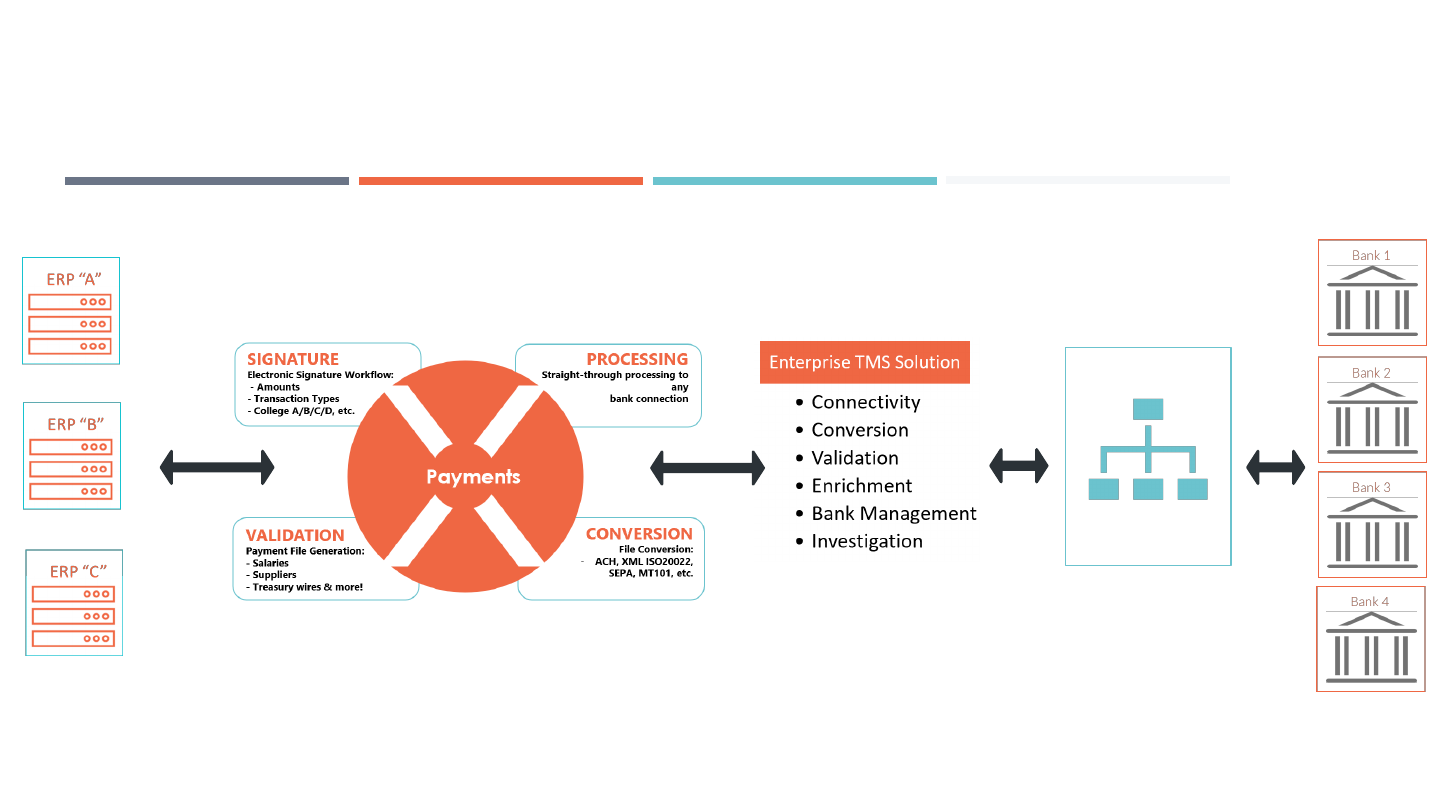 ERP “A”
ERP “B”
ERP “C”
SIGNATURE
Electronic Signature Workflow:
- Amounts
- Transaction Types
- College A/B/C/D, etc.
PROCESSING
Straight-through processing to
any
bank connection
Payments
VALIDATION
Payment File Generation:
- Salaries
- Suppliers
- Treasury wires & more!
CONVERSION
File Conversion:
- ACH, XML ISO20022,
SEPA, MT101, etc.
Enterprise TMS Solution
• Connectivity
• Conversion
• Validation
• Enrichment
• Bank Management
• Investigation
Bank 1
Bank 2
Bank 3
Bank 4